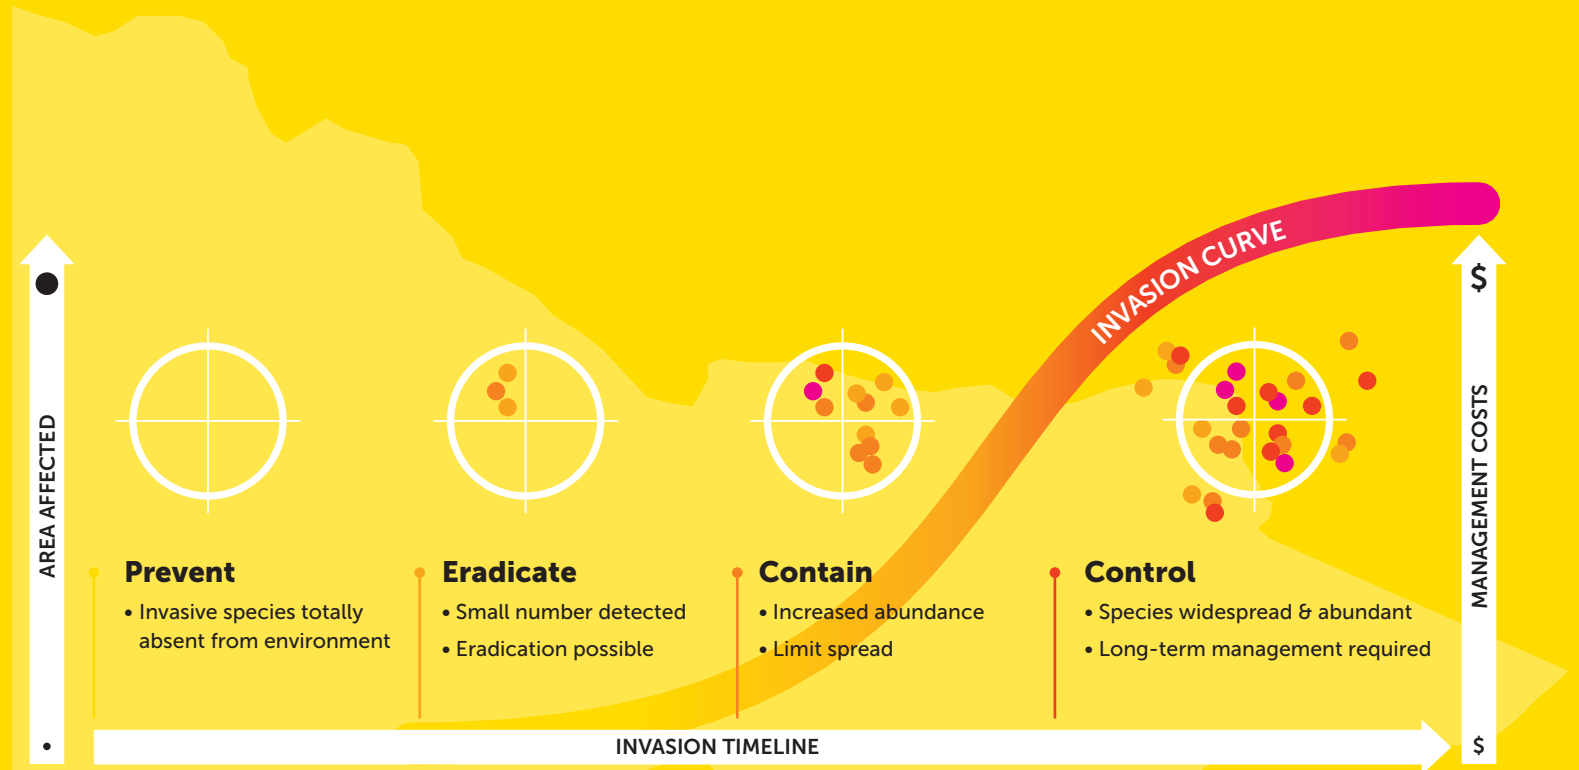 INVASION CURVE
$
AREA AFFECTED
MANAGEMENT COSTS
Prevent
• Invasive species totally
absent from environment
Eradicate
• Small number detected
• Eradication possible
Contain
• Increased abundance
• Limit spread
Control
• Species widespread & abundant
• Long-term management required
INVASION TIMELINE
$